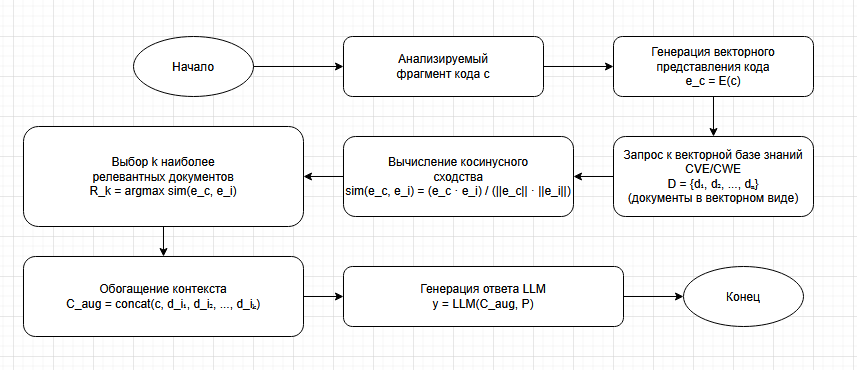 Начало
Анализируемый
фрагмент кода c
Генерация векторного
представления кода
e_c = E(c)
Запрос к векторной базе знаний
CVE/CWE
D = {d₁, d₂, ..., dₙ}
(документы в векторном виде)
Вычисление косинусного
сходства
sim(e_c, e_i) = (e_c · e_i) / (||e_c|| · ||e_i||)
Выбор k наиболее
релевантных документов
R_k = argmax sim(e_c, e_i)
Обогащение контекста
C_aug = concat(c, d_i₁, d_i₂, ..., d_iₖ)
Генерация ответа LLM
y = LLM(C_aug, P)
Конец